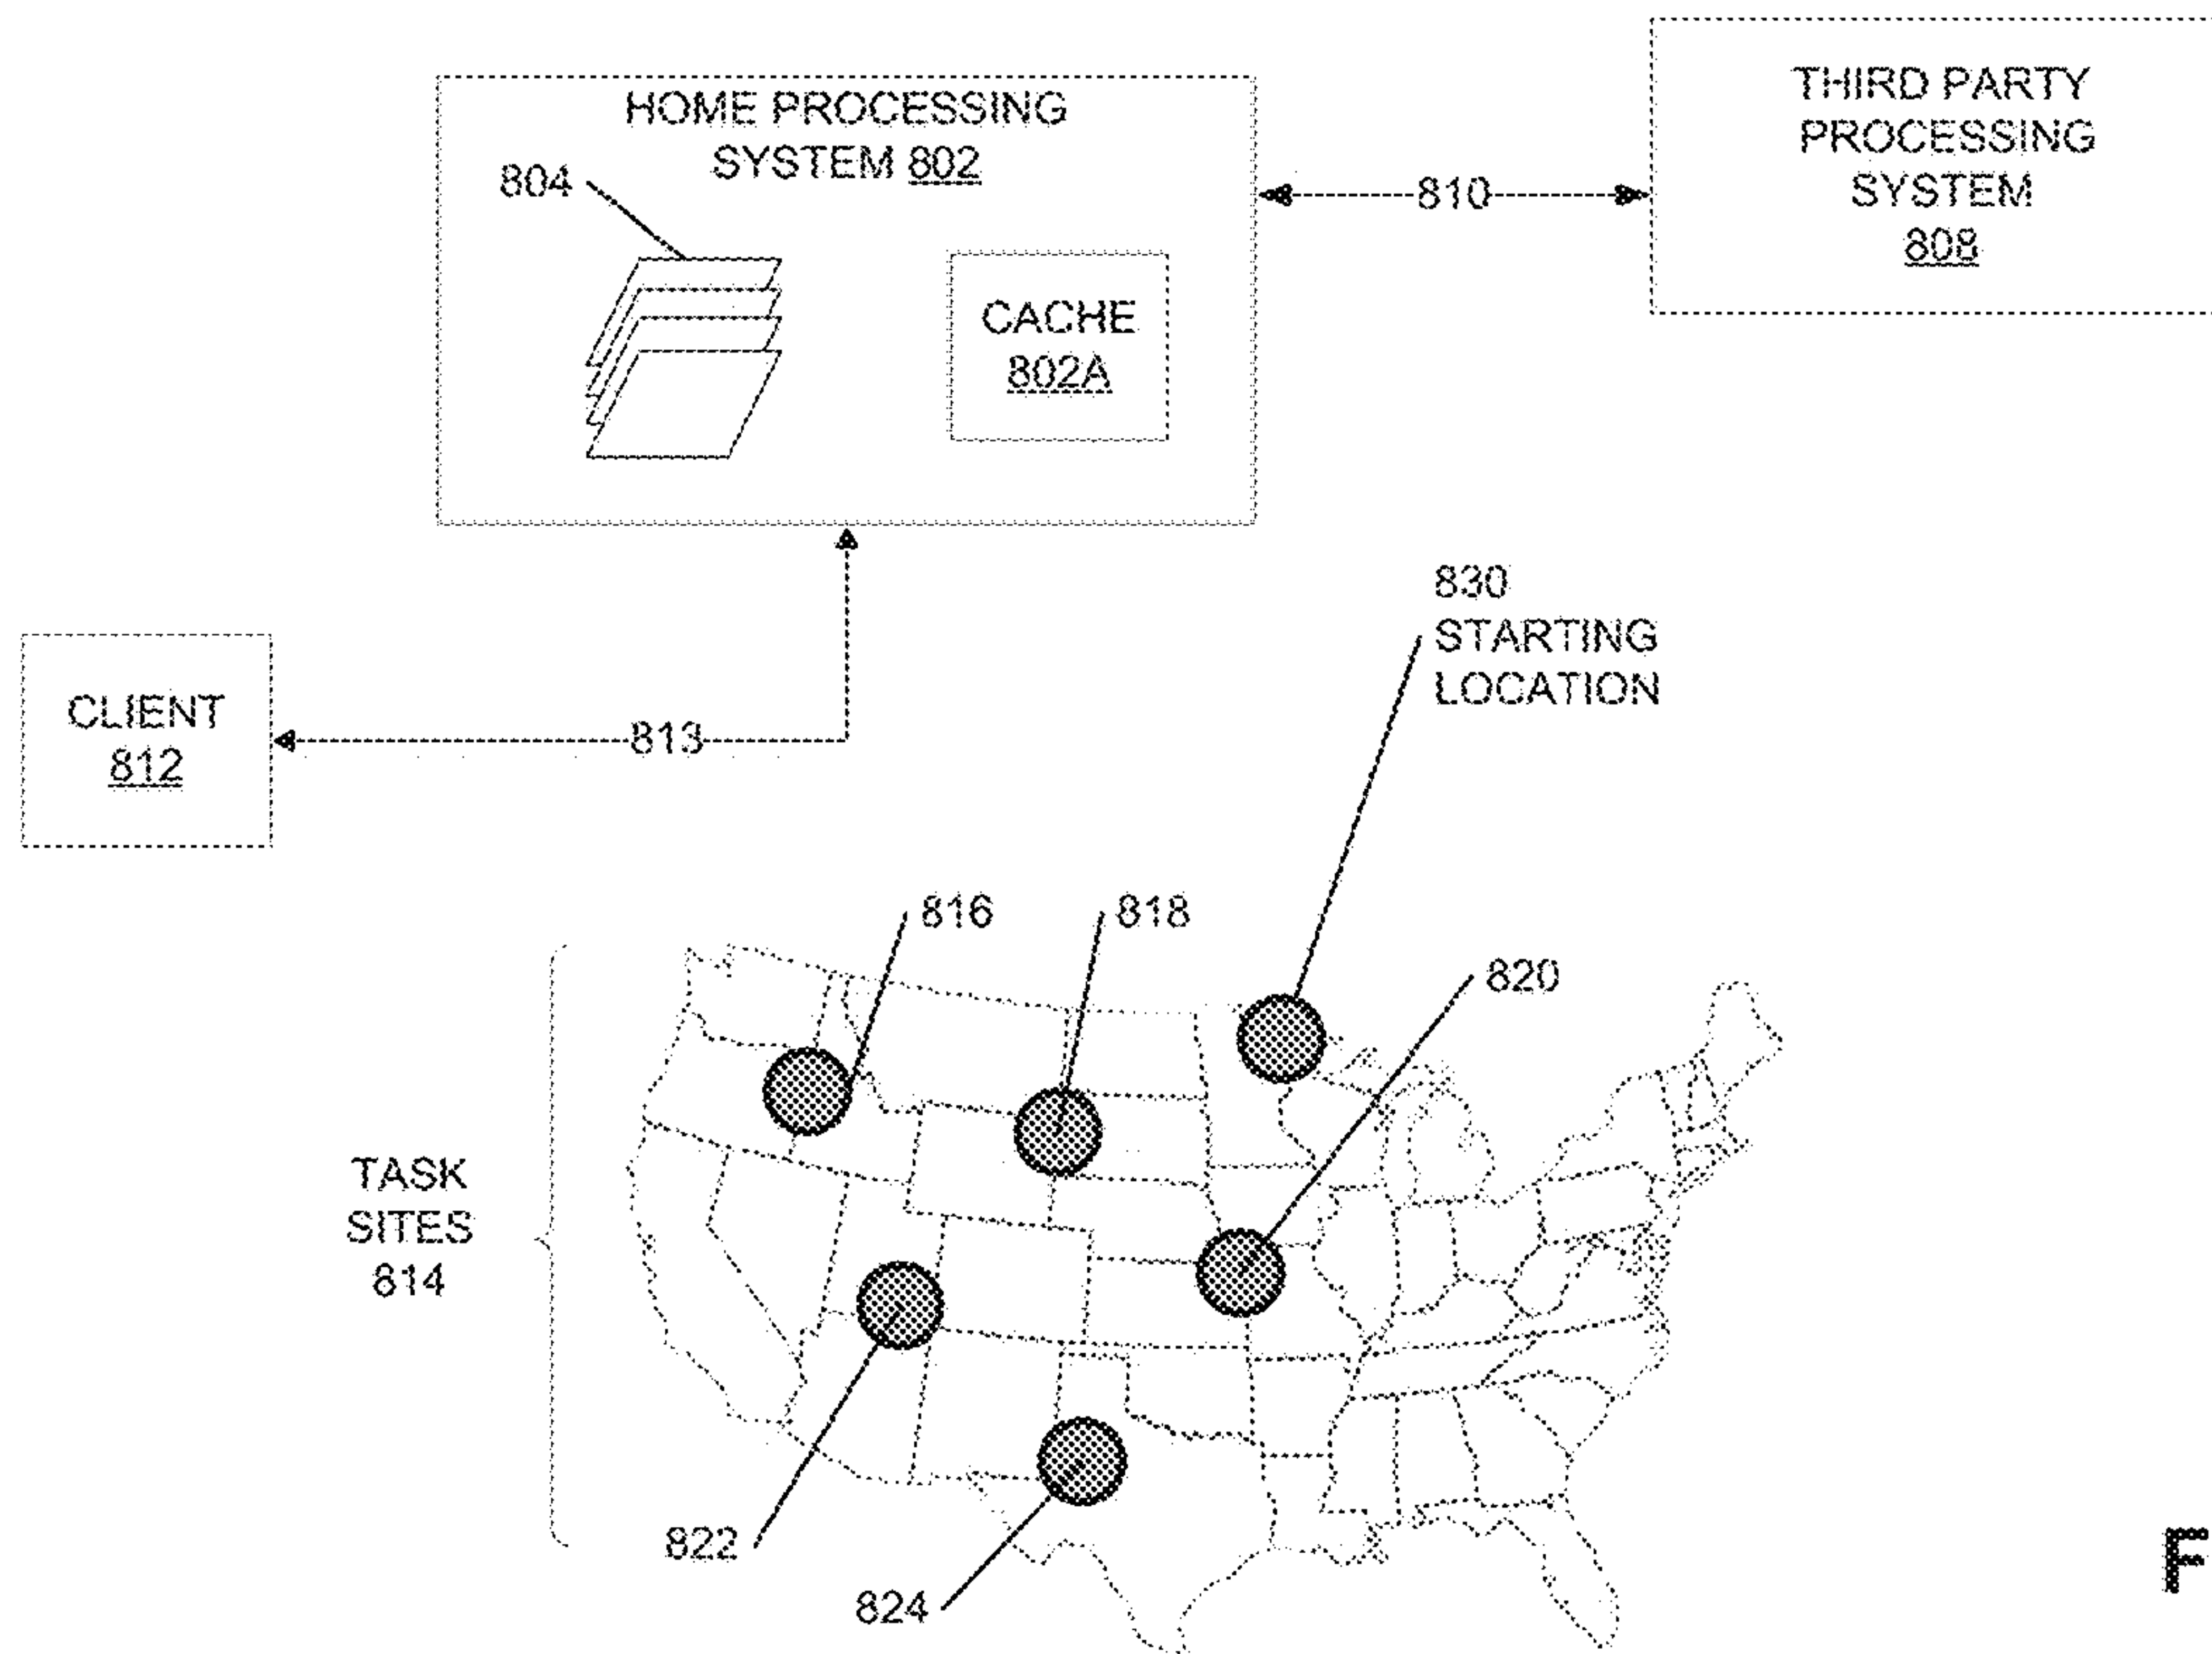 HOME PROCESSING
SYSTEM 802
804
CACHE
802A
810
THIRD PARTY
PROCESSING
SYSTEM
808
CLIENT
812
813
830
STARTING
LOCATION
816
818
820
TASK
SITES
814
822
824
F